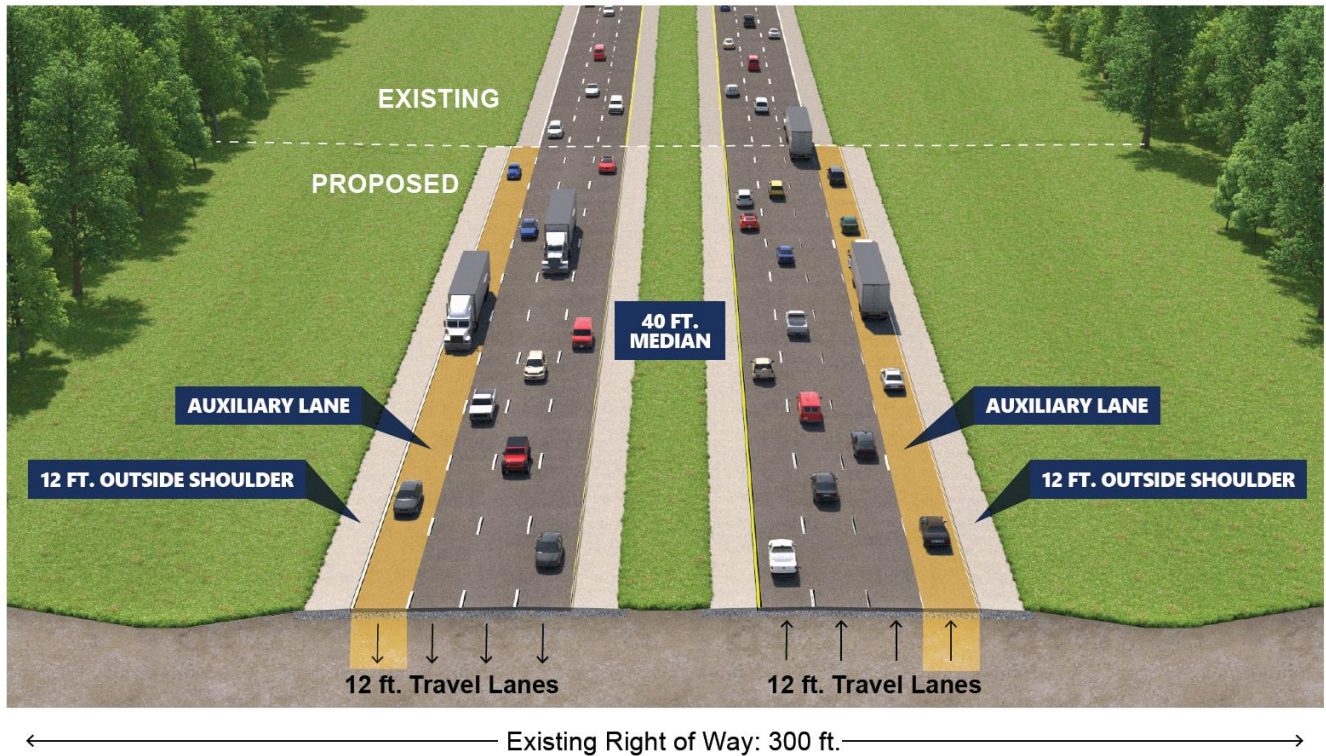 EXISTING
PROPOSED
40 FT.
MEDIAN
AUXILIARY LANE
AUXILIARY LANE
12 FT. OUTSIDE SHOULDER
12 FT. OUTSIDE SHOULDER
12 ft. Travel Lanes
12 ft. Travel Lanes
Existing Right of Way: 300 ft.